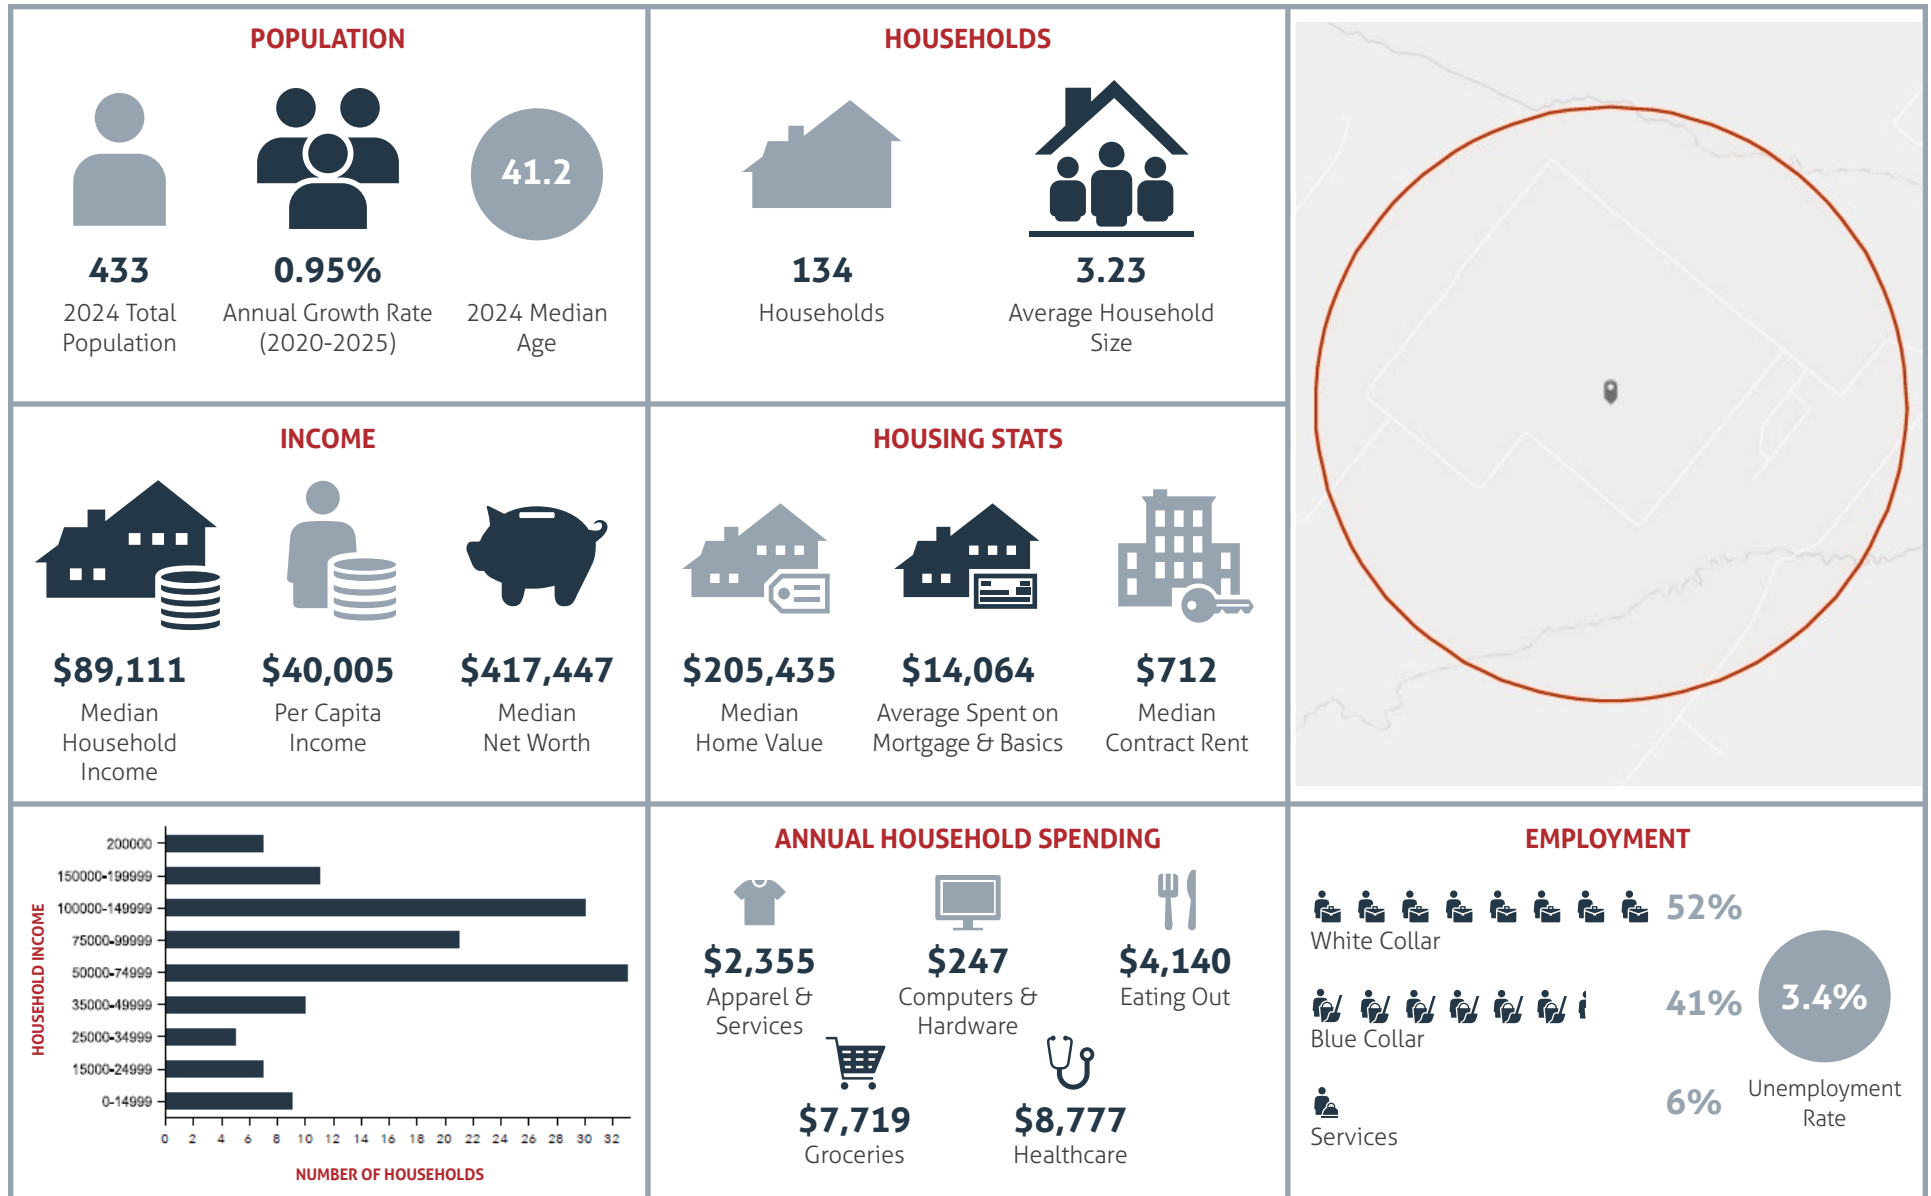 POPULATION
41.2
433
0.95%
2024 Total
Population
Annual Growth Rate
(2020-2025)
2024 Median
Age
HOUSEHOLDS
134
3.23
Households
Average Household
Size
INCOME
$89,111
$40,005
$417,447
Median
Household
Income
Per Capita
Income
Median
Net Worth
HOUSING STATS
$205,435
$14,064
$712
Median
Home Value
Average Spent on
Mortgage & Basics
Median
Contract Rent
HOUSEHOLD INCOME
200000
150000-199999
100000-149999
75000-99999
50000-74999
35000-49999
25000-34999
15000-24999
0-14999
0 2 4 6 8 10 12 14 16 18 20 22 24 26 28 30 32
NUMBER OF HOUSEHOLDS
ANNUAL HOUSEHOLD SPENDING
$2,355
$247
$4,140
Apparel &
Services
Computers &
Hardware
Eating Out
$7,719
$8,777
Groceries
Healthcare
EMPLOYMENT
52%
White Collar
41%
Blue Collar
6%
Services
3.4%
Unemployment
Rate